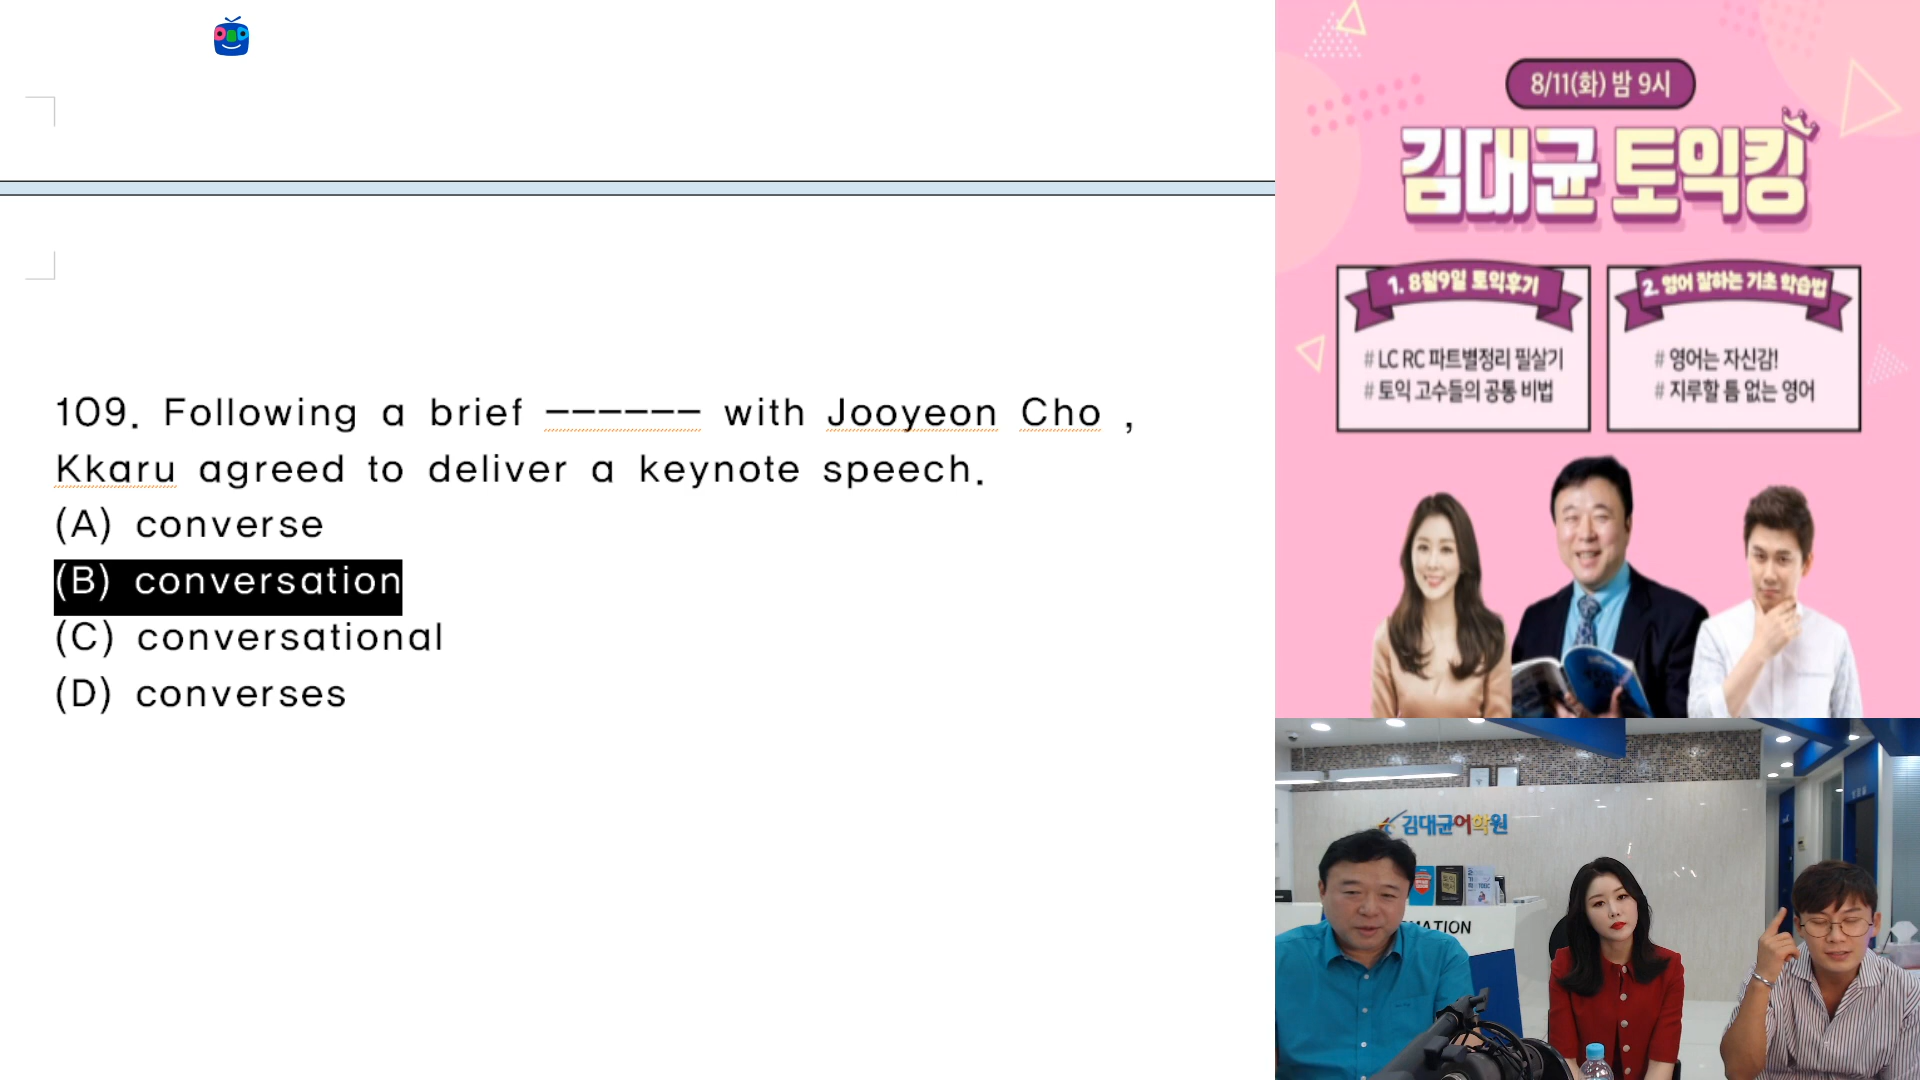 109. Following a brief ------ with Jooyeon Cho ,
Kkaru agreed to deliver a keynote speech.
(A) converse
(B) conversation
(C) conversational
(D) converses
8/11(화) 밤 9시
김대균 토익킹
1. 8월9일 토익후기
# LC RC 파트별정리 필살기
# 토익 고수들의 공통 비법
2. 영어 잘하는 기초 학습법
# 영어는 자신감!
# 지루할 틈 없는 영어
김대균어학원
MATION